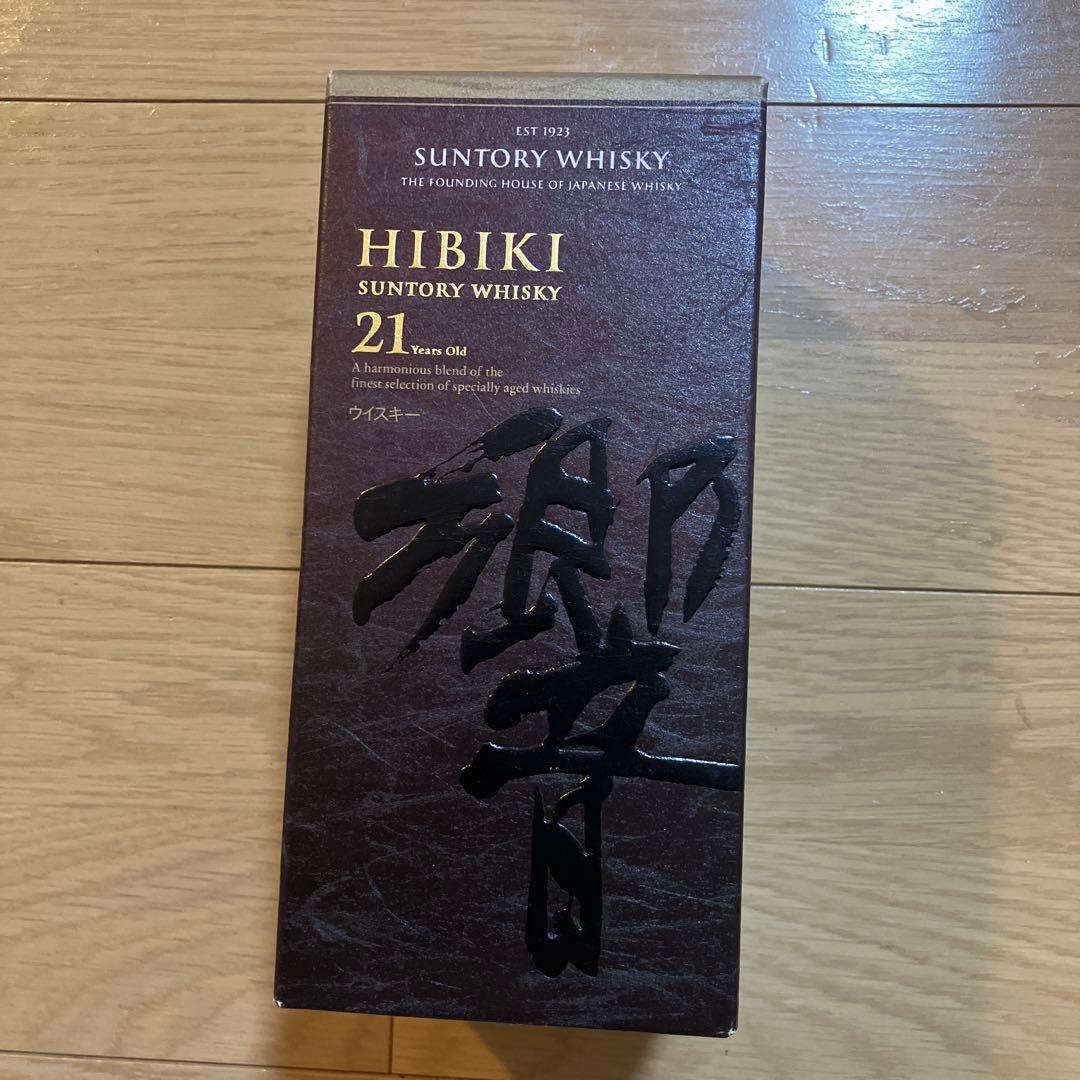 EST 1923
SUNTORY WHISKY
THE FOUNDING HOUSE OF JAPANESE WHISKY
HIBIKI
SUNTORY WHISKY
21 Years Old
A harmonious blend of the
finest selection of specially aged whiskies
ウイスキー
響